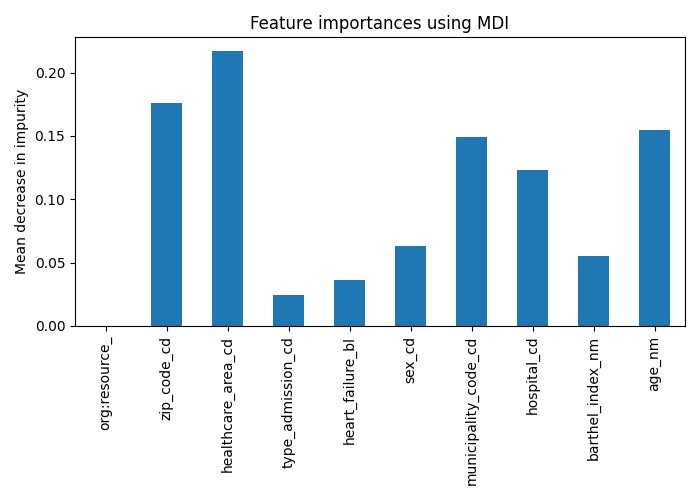 Feature importances using MDI
Mean decrease in impurity
0.20
0.15
0.10
0.05
0.00
org:resource_
zip_code_cd
healthcare_area_cd
type_admission_cd
heart_failure_bl
sex_cd
municipality_code_cd
hospital_cd
barthel_index_nm
age_nm